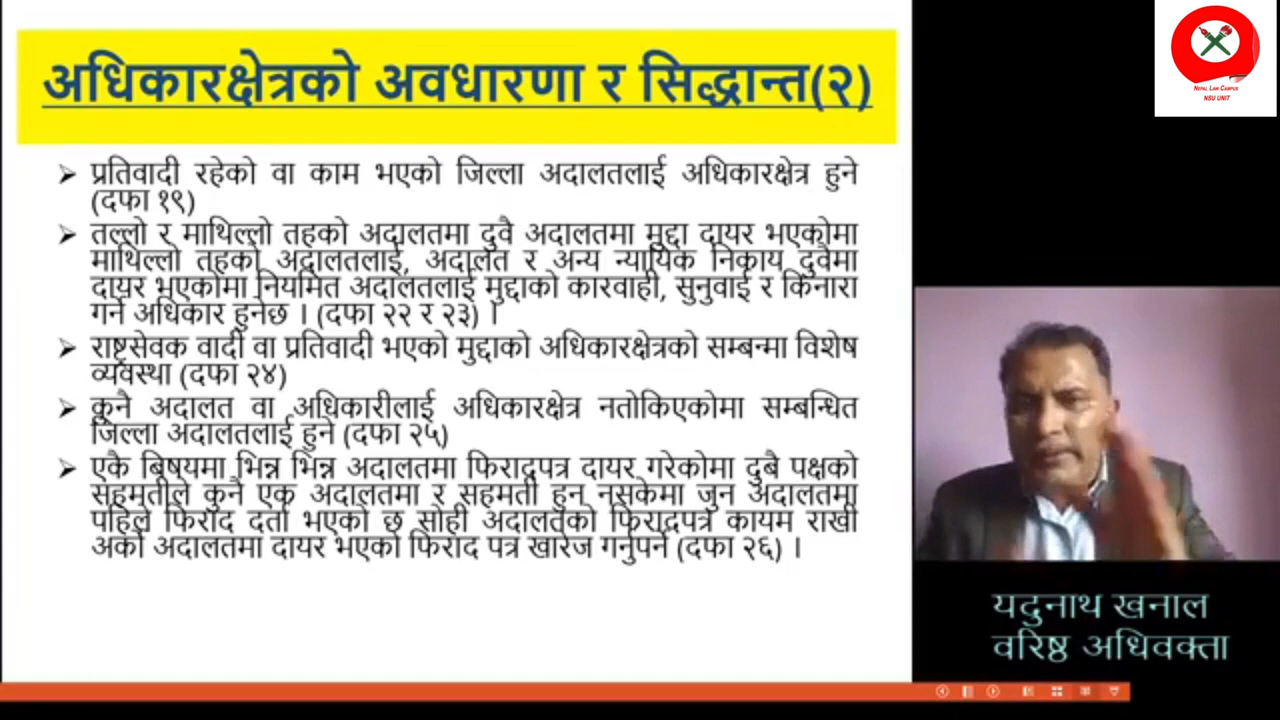 अधिकारक्षेत्रको अवधारणा र सिद्धान्त(२)
➢ प्रतिवादी रहेको वा काम भएको जिल्ला अदालतलाई अधिकारक्षेत्र हुने
(दफा १९)
➢ तल्लो र माथिल्लो तहको अदालतमा दुवै अदालतमा मुद्दा दायर भएकोमा
माथिल्लो तहको अदालतलाई, अदालत र अन्य न्यायिक निकाय दुवैमा
दायर भएकोमा नियमित अदालतलाई मुद्दाको कारवाही, सुनुवाई र किनारा
गर्ने अधिकार हुनेछ । (दफा २२ र २३) ।
➢ राष्ट्रसेवक वादी वा प्रतिवादी भएको मुद्दाको अधिकारक्षेत्रको सम्बन्मा विशेष
व्यवस्था (दफा २४)
➢ कुनै अदालत वा अधिकारीलाई अधिकारक्षेत्र नतोकिएकोमा सम्बन्धित
जिल्ला अदालतलाई हुने (दफा २५)
➢ एकै बिषयमा भिन्न भिन्न अदालतमा फिरादपत्र दायर गरेकोमा दुबै पक्षको
सहमतीले कुनै एक अदालतमा र सहमती हुन नसकेमा जुन अदालतमा
पहिले फिराद दर्ता भएको छ सोही अदालतको फिरादपत्र कायम राखी
अर्को अदालतमा दायर भएको फिराद पत्र खारेज गर्नुपर्ने (दफा २६) ।
NEPAL LAW CAMPUS
NSU UNIT
यदुनाथ खनाल
वरिष्ठ अधिवक्ता